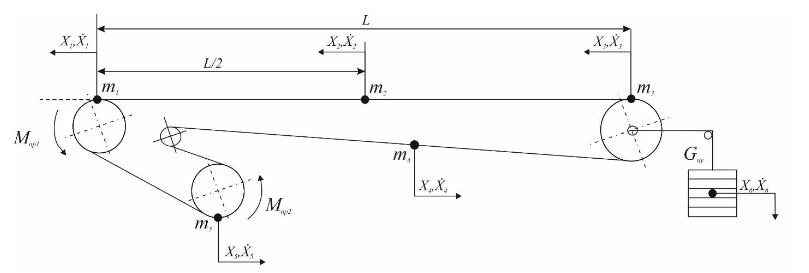 L
X₁,Ẋ₁
X₂,Ẋ₂
X₃,Ẋ₃
L/2
m₁
m₂
m₃
Mпр1
m₄
Gну
X₄,Ẋ₄
X₆,Ẋ₆
Mпр2
m₅
X₅,Ẋ₅